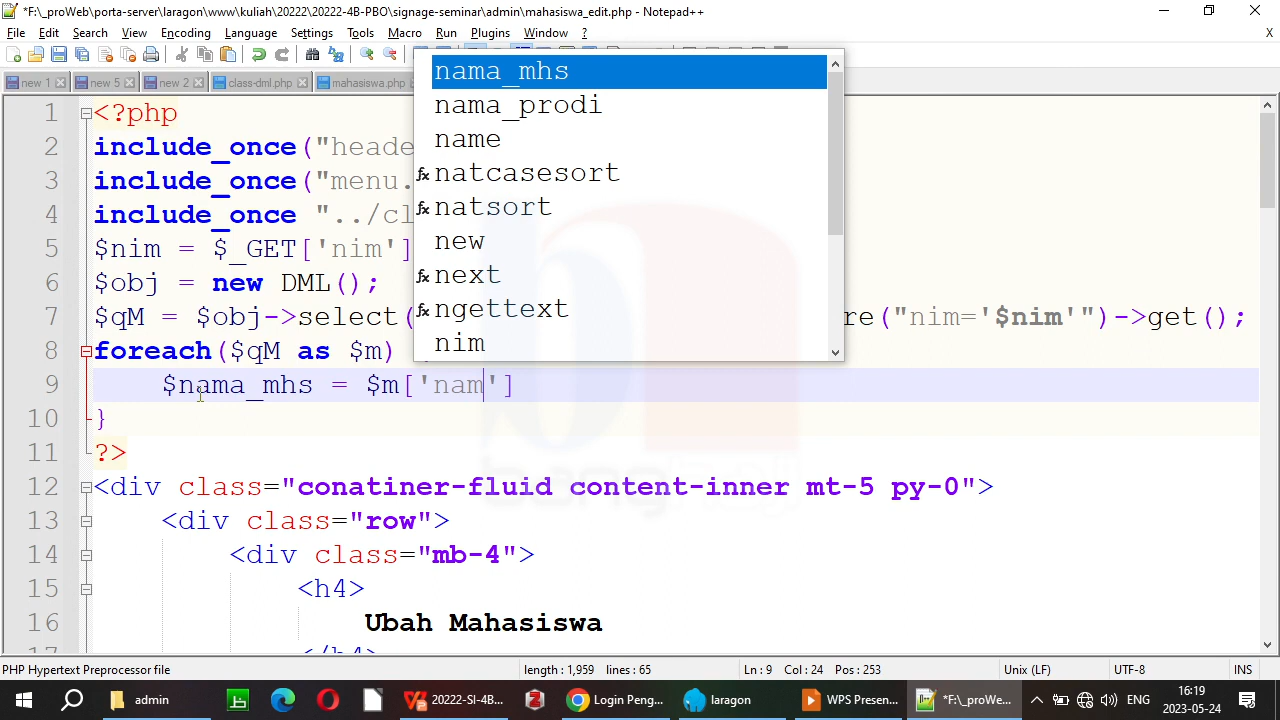 *F:\_proWeb\porta-server\laragon\www\kuliah\20222\20222-4B-PBO\signage-seminar\admin\mahasiswa_edit.php - Notepad++
File Edit Search View Encoding Language Settings Tools Macro Run Plugins Window ? X
new 1 new 5 new 2 class-dml.php mahasiswa.php
nama_mhs
nama_prodi
name
natcasesort
natsort
new
next
ngettext
nim
1 <?php
2 include_once("heade
3 include_once("menu.
4 include_once "../cl
5 $nim = $_GET['nim']
6 $obj = new DML();
7 $qM = $obj->select( re("nim='$nim'")->get();
8 foreach($qM as $m)
9 $nama_mhs = $m['nam']
10 }
11 ?>
12 <div class="conatiner-fluid content-inner mt-5 py-0">
13 <div class="row">
14 <div class="mb-4">
15 <h4>
16 Ubah Mahasiswa
17 </h4>
PHP Hypertext Preprocessor file length : 1,959 lines : 65 Ln : 9 Col : 24 Pos : 253 Unix (LF) UTF-8 INS
admin 20222-SI-4B... Login Peng... laragon WPS Presen... *F:\_proWe... ENG 16:19
2023-05-24